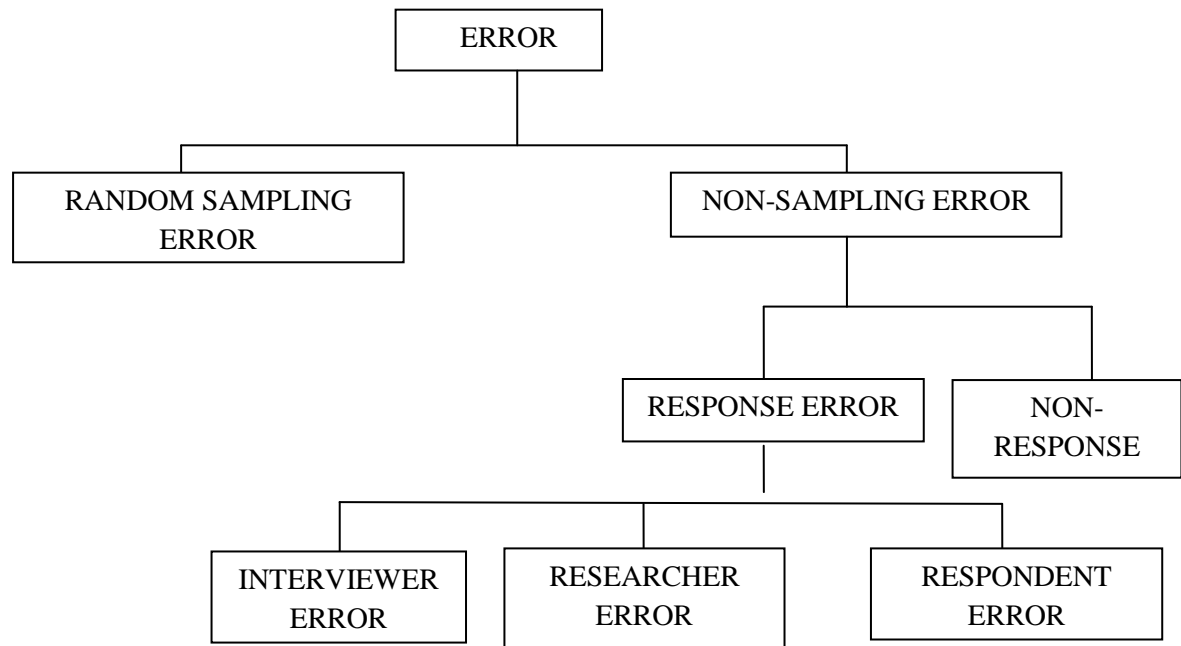 ERROR
RANDOM SAMPLING
ERROR
NON-SAMPLING ERROR
RESPONSE ERROR
NON-
RESPONSE
INTERVIEWER
ERROR
RESEARCHER
ERROR
RESPONDENT
ERROR